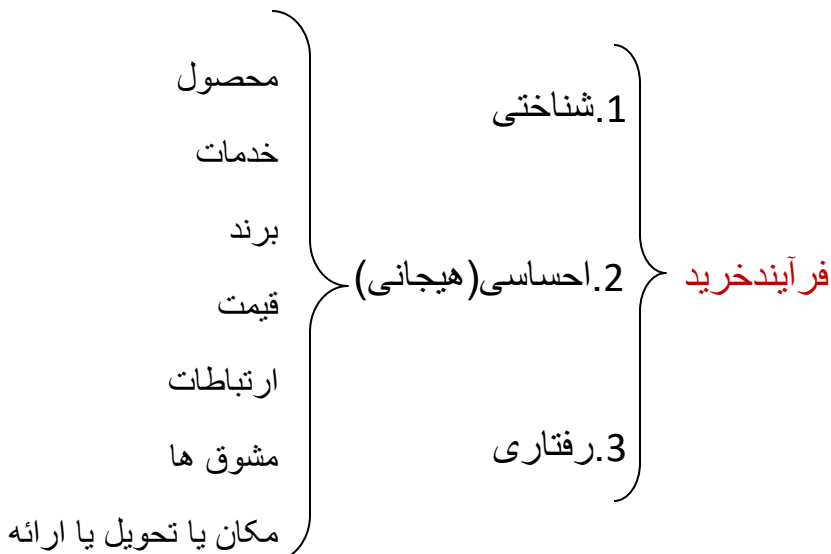 فرآیندخرید
1.شناختی
2.احساسی(هیجانی)
3.رفتاری
محصول
خدمات
برند
قیمت
ارتباطات
مشوق ها
مکان یا تحویل یا ارائه